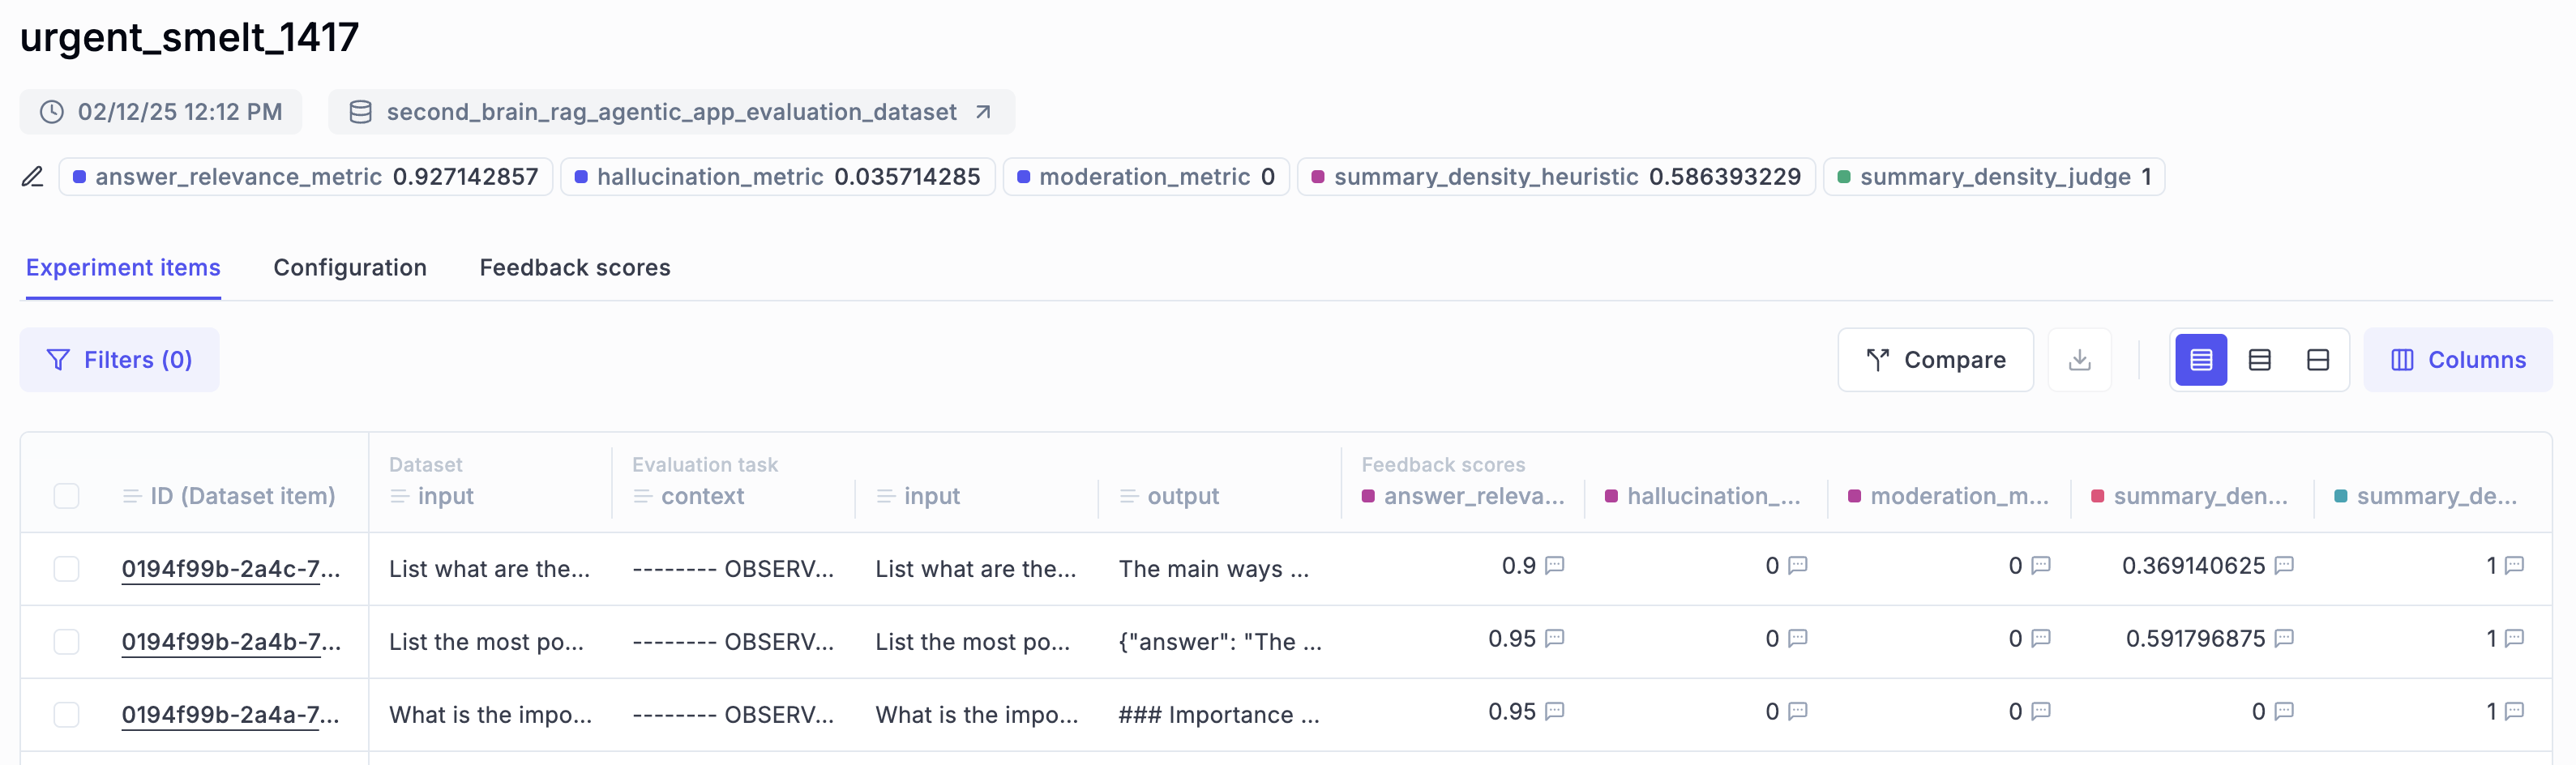 urgent_smelt_1417
02/12/25 12:12 PM second_brain_rag_agentic_app_evaluation_dataset
answer_relevance_metric 0.927142857 hallucination_metric 0.035714285 moderation_metric 0 summary_density_heuristic 0.586393229 summary_density_judge 1
Experiment items Configuration Feedback scores
Filters (0) Compare Columns
Dataset Evaluation task Feedback scores
ID (Dataset item) input context input output answer_releva... hallucination_... moderation_m... summary_den... summary_de...
0194f99b-2a4c-7... List what are the... -------- OBSERV... List what are the... The main ways ... 0.9 0 0 0.369140625 1
0194f99b-2a4b-7... List the most po... -------- OBSERV... List the most po... {"answer": "The ... 0.95 0 0 0.591796875 1
0194f99b-2a4a-7... What is the impo... -------- OBSERV... What is the impo... ### Importance ... 0.95 0 0 0 1